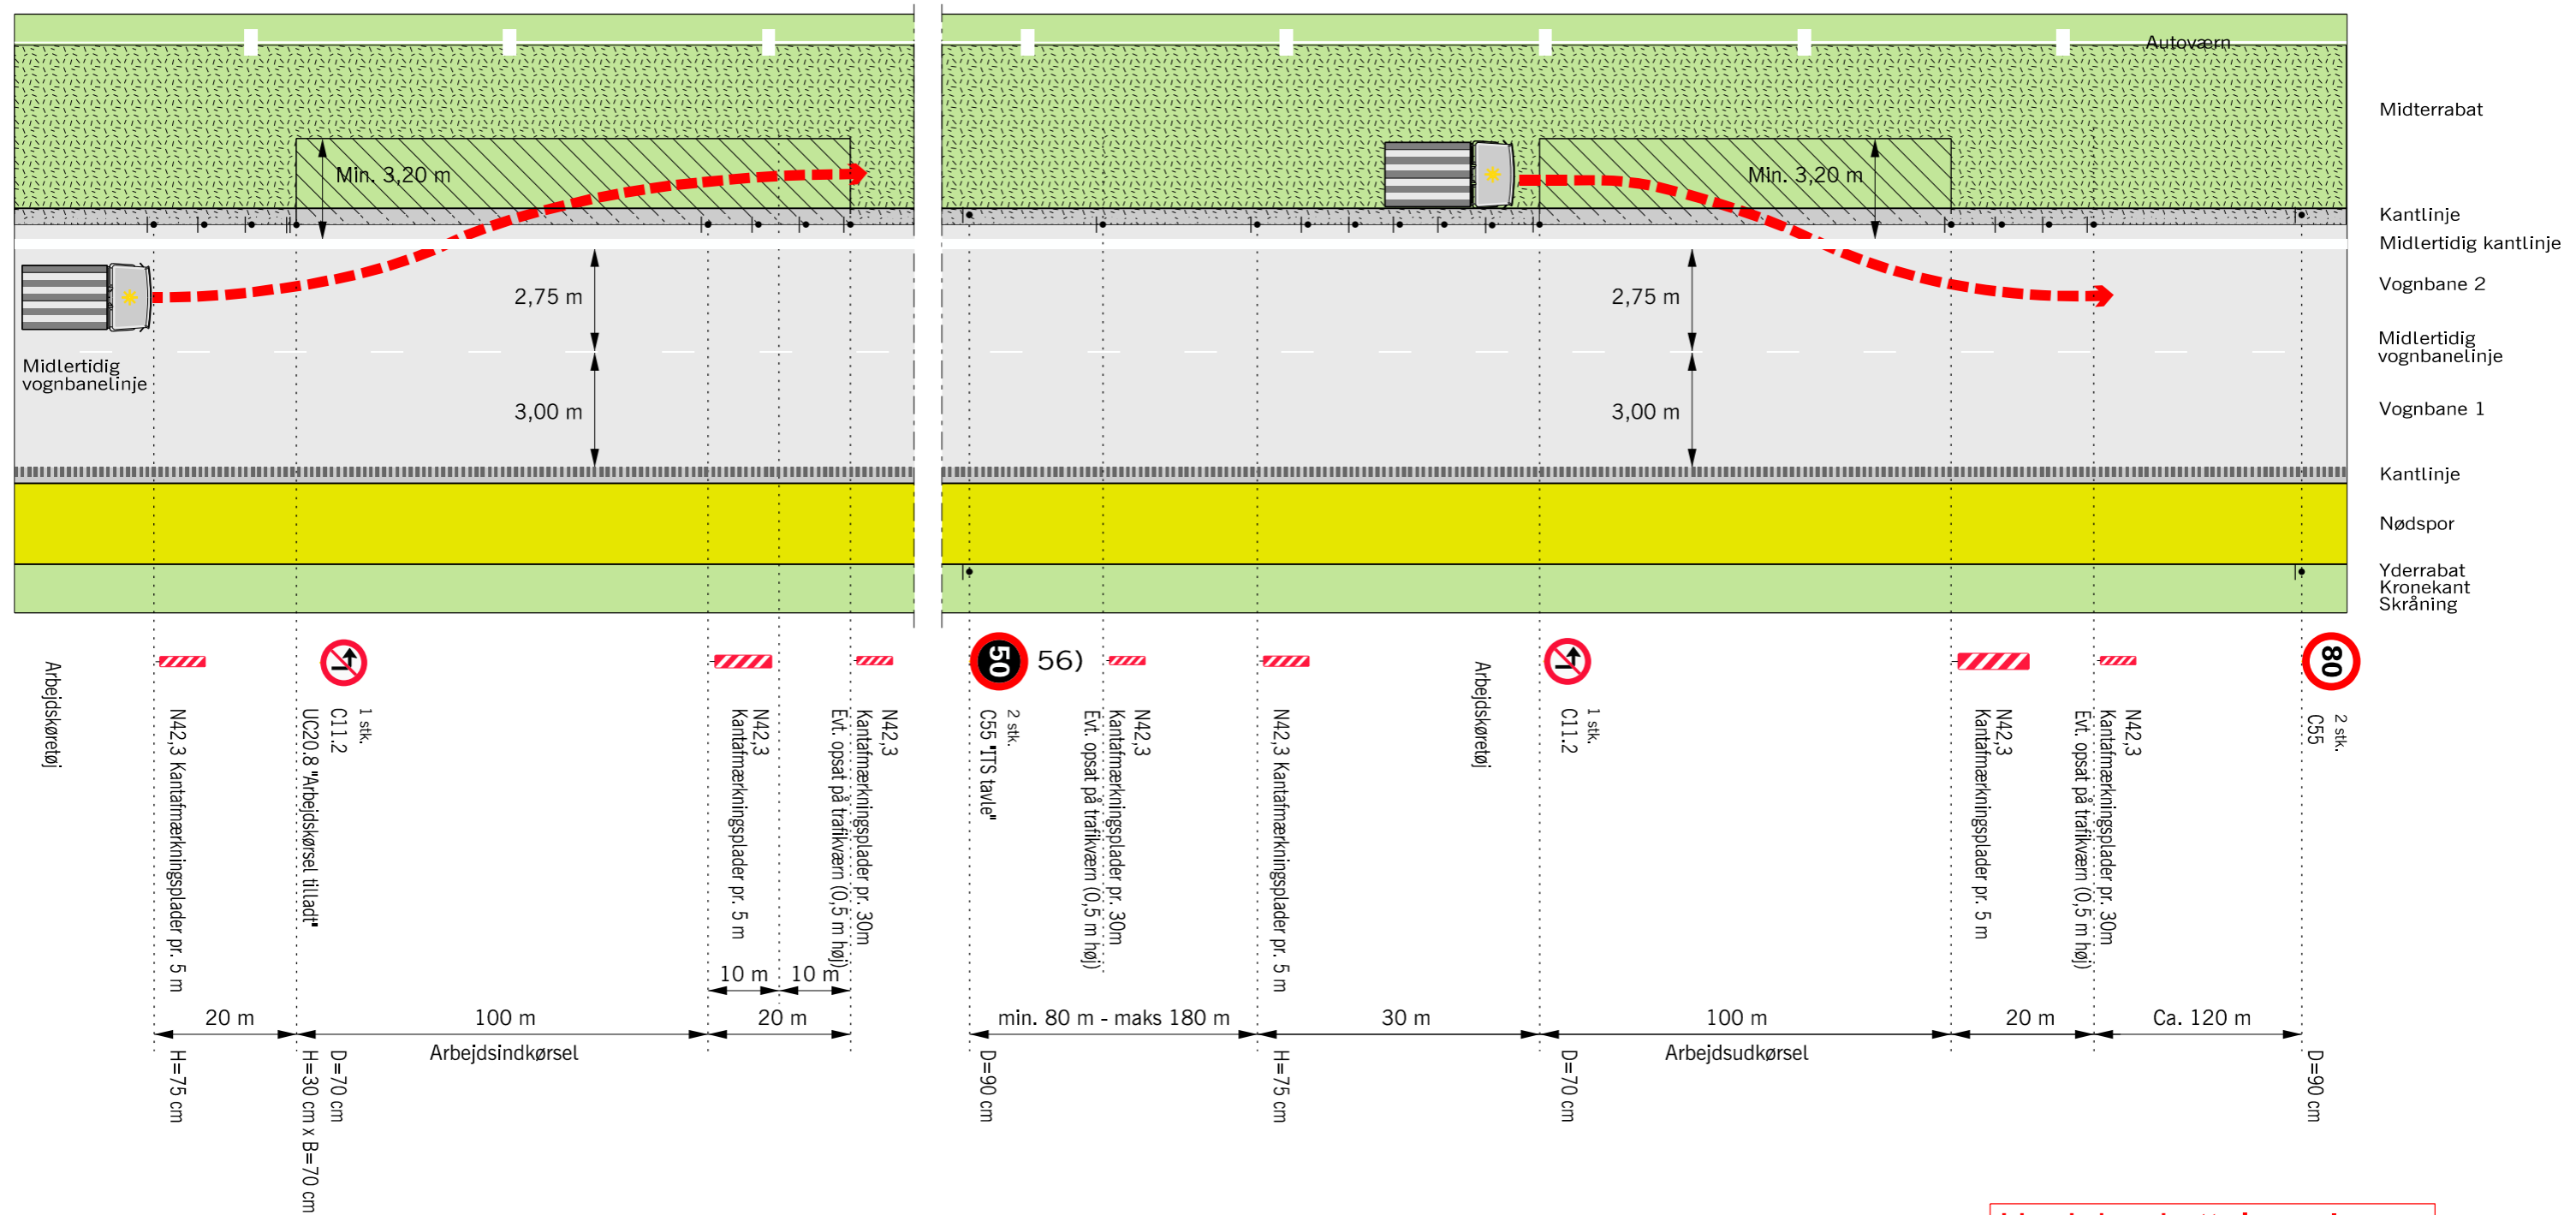 Autoværn
Midterrabat
Min. 3,20 m
Min. 3,20 m
Kantlinje
Midlertidig kantlinje
2,75 m
2,75 m
Vognbane 2
Midlertidig
vognbanelinje
Midlertidig
vognbanelinje
3,00 m
3,00 m
Vognbane 1
Kantlinje
Nødspor
Yderrabat
Kronekant
Skråning
50
56)
80
Arbejdskøretøj
N42,3 Kantafmærkningsplader pr. 5 m
1 stk.
C11.2
UC20.8 "Arbejdskørsel tilladt"
N42,3
Kantafmærkningsplader pr. 5 m
N42,3
Kantafmærkningsplader pr. 30m
Evt. opsat på trafikværn (0,5 m høj)
2 stk.
C55 "ITS tavle"
N42,3
Kantafmærkningsplader pr. 30m
Evt. opsat på trafikværn (0,5 m høj)
N42,3 Kantafmærkningsplader pr. 5 m
Arbejdskøretøj
1 stk.
C11.2
N42,3
Kantafmærkningsplader pr. 5 m
N42,3
Kantafmærkningsplader pr. 30m
Evt. opsat på trafikværn (0,5 m høj)
2 stk.
C55
10 m
10 m
20 m
100 m
20 m
min. 80 m - maks 180 m
30 m
100 m
20 m
Ca. 120 m
Arbejdsindkørsel
Arbejdsudkørsel
H=75 cm
D=70 cm
H=30 cm x B=70 cm
D=90 cm
H=75 cm
D=70 cm
D=90 cm